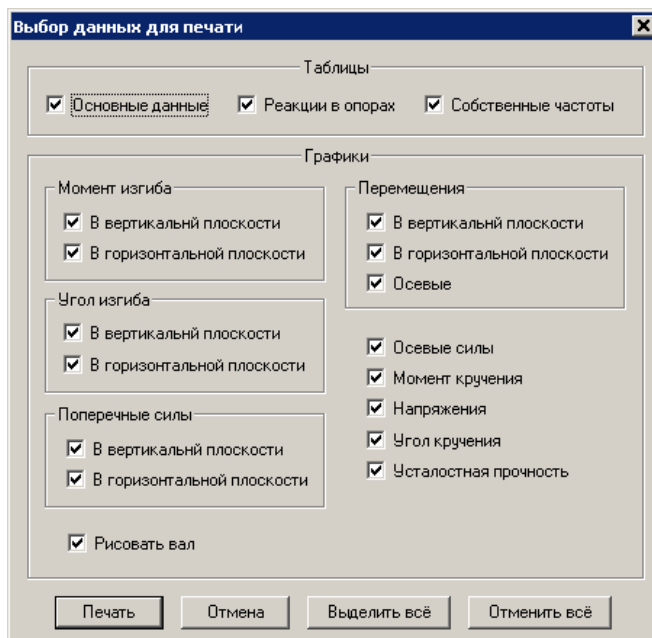 Выбор данных для печати
Таблицы
Основные данные
Реакции в опорах
Собственные частоты
Графики
Момент изгиба
В вертикальнй плоскости
В горизонтальной плоскости
Угол изгиба
В вертикальнй плоскости
В горизонтальной плоскости
Поперечные силы
В вертикальнй плоскости
В горизонтальной плоскости
Рисовать вал
Перемещения
В вертикальнй плоскости
В горизонтальной плоскости
Осевые
Осевые силы
Момент кручения
Напряжения
Угол кручения
Усталостная прочность
Печать
Отмена
Выделить всё
Отменить всё